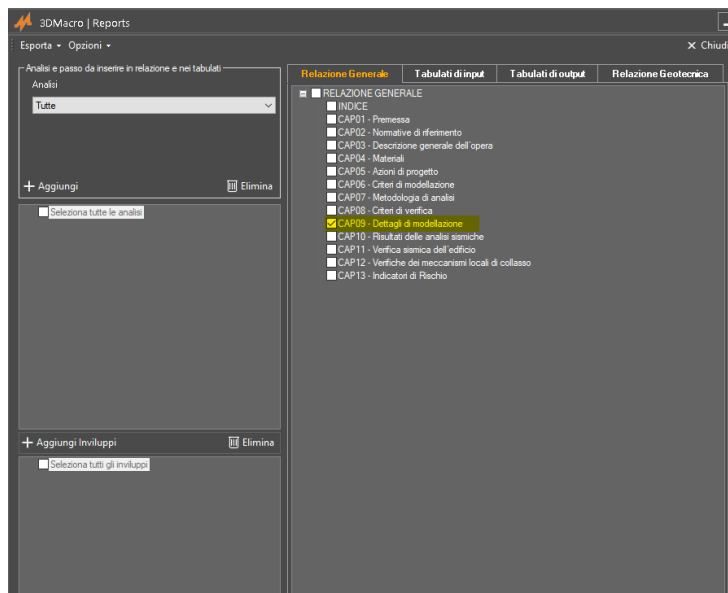 3DMacro | Reports
Esporta Opzioni
Chiudi
Analisi e passo da inserire in relazione e nei tabulati
Analisi
Tutte
Aggiungi Elimina
Seleziona tutte le analisi
Aggiungi Inviluppi Elimina
Seleziona tutti gli inviluppi
Relazione Generale Tabulati di input Tabulati di output Relazione Geotecnica
RELAZIONE GENERALE
INDICE
CAP01 - Premessa
CAP02 - Normative di riferimento
CAP03 - Descrizione generale dell'opera
CAP04 - Materiali
CAP05 - Azioni di progetto
CAP06 - Criteri di modellazione
CAP07 - Metodologia di analisi
CAP08 - Criteri di verifica
CAP09 - Dettagli di modellazione
CAP10 - Risultati delle analisi sismiche
CAP11 - Verifica sismica dell'edificio
CAP12 - Verifiche dei meccanismi locali di collasso
CAP13 - Indicatori di Rischio